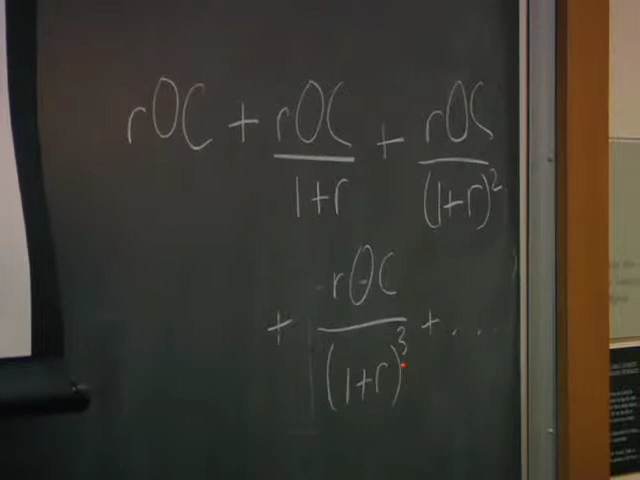 rOC + rOC/(1+r) + rOC/(1+r)²
+ rOC/(1+r)³ + ....